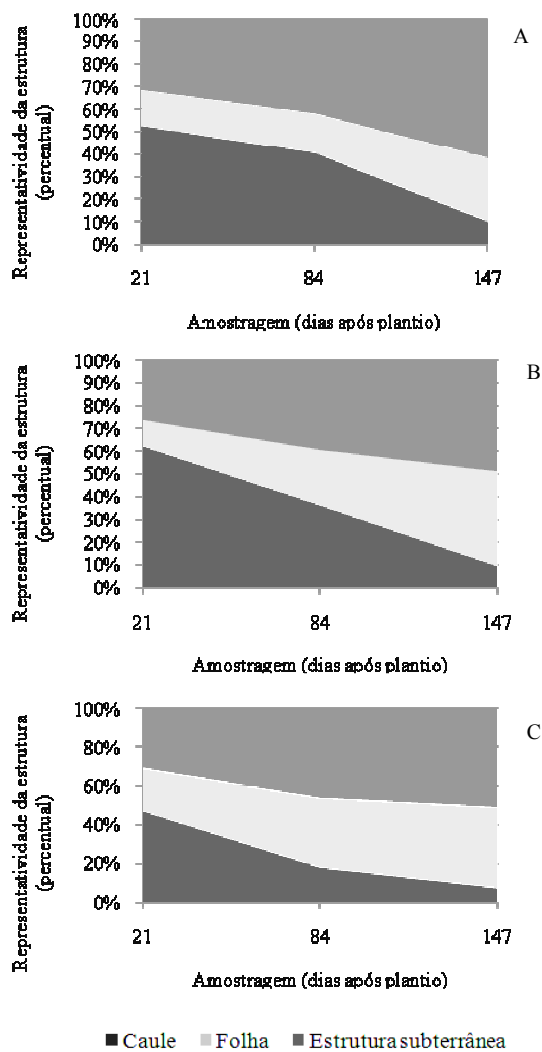 A
Representatividade da estrutura
(percentual)
100%
90%
80%
70%
60%
50%
40%
30%
20%
10%
0%
21 84 147
Amostragem (dias após plantio)
B
Representatividade da estrutura
(percentual)
100%
90%
80%
70%
60%
50%
40%
30%
20%
10%
0%
21 84 147
Amostragem (dias após plantio)
C
Representatividade da estrutura
(percentual)
100%
80%
60%
40%
20%
0%
21 84 147
Amostragem (dias após plantio)
Caule Folha Estrutura subterrânea